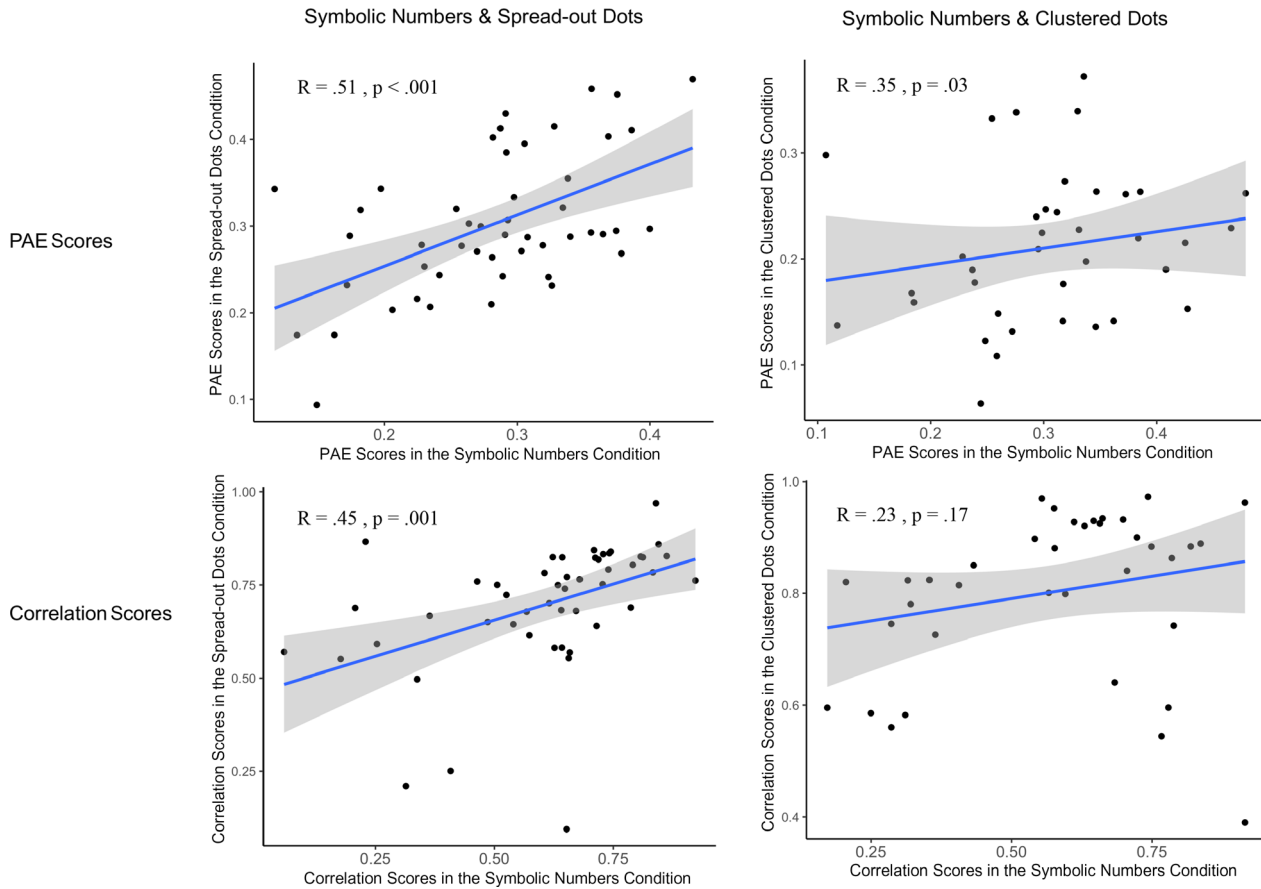 Symbolic Numbers & Spread-out Dots
Symbolic Numbers & Clustered Dots
PAE Scores
PAE Scores in the Spread-out Dots Condition
R = .51 , p < .001
0.4
0.3
0.2
0.1
0.2
0.3
0.4
PAE Scores in the Symbolic Numbers Condition
PAE Scores in the Clustered Dots Condition
R = .35 , p = .03
0.3
0.2
0.1
0.1
0.2
0.3
0.4
PAE Scores in the Symbolic Numbers Condition
Correlation Scores
Correlation Scores in the Spread-out Dots Condition
R = .45 , p = .001
1.00
0.75
0.50
0.25
0.25
0.50
0.75
Correlation Scores in the Symbolic Numbers Condition
Correlation Scores in the Clustered Dots Condition
R = .23 , p = .17
1.0
0.8
0.6
0.4
0.25
0.50
0.75
Correlation Scores in the Symbolic Numbers Condition